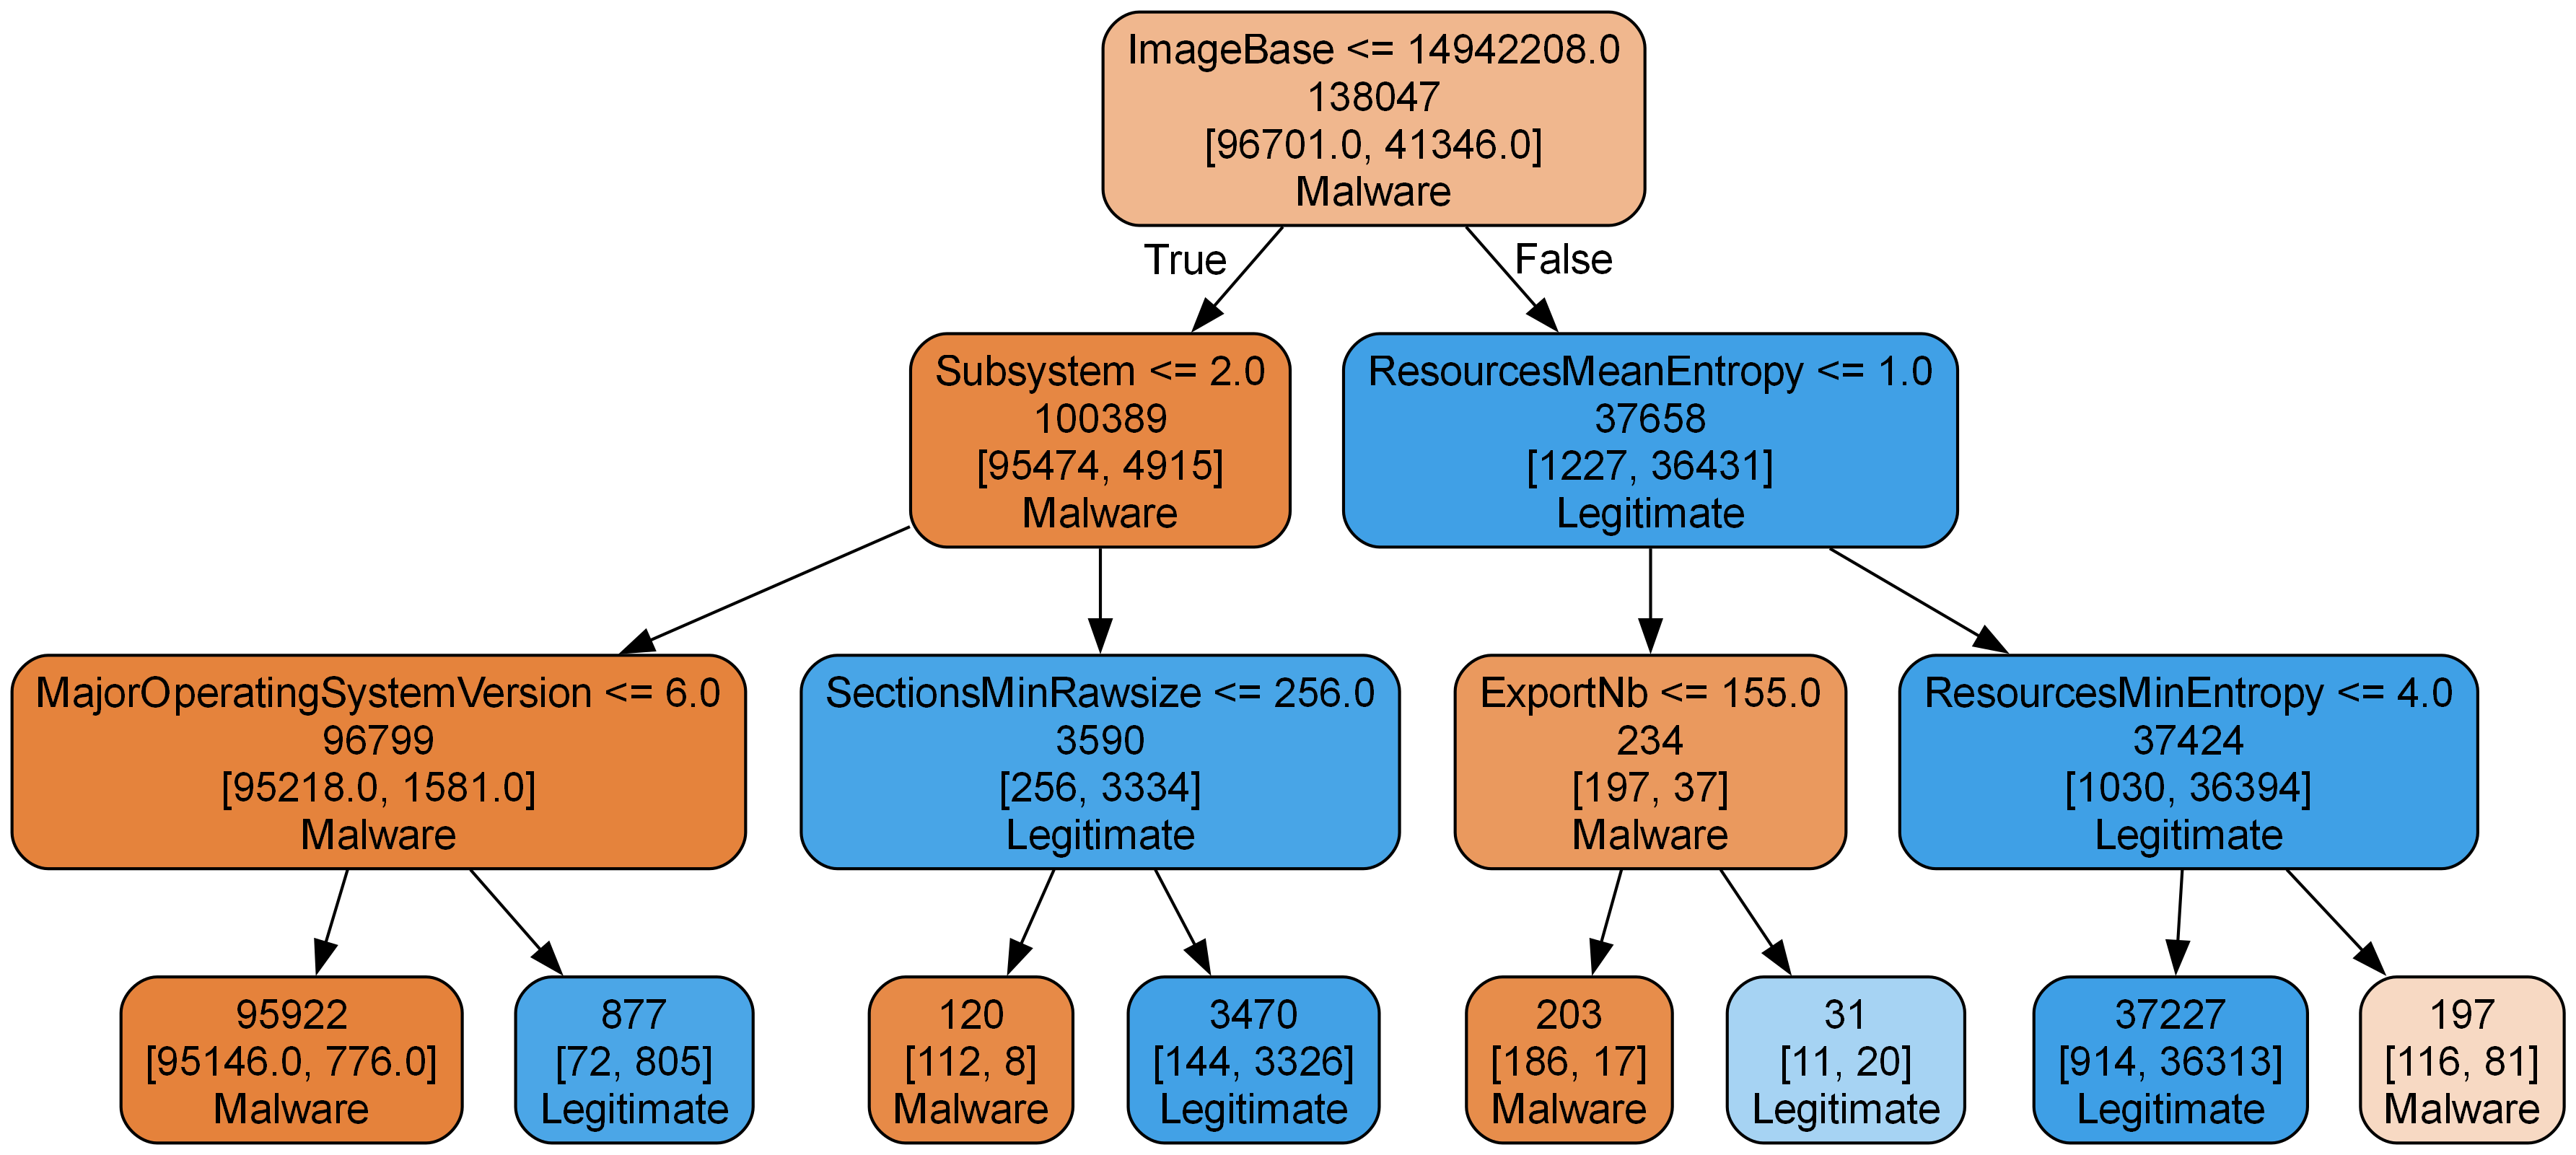 ImageBase <= 14942208.0
138047
[96701.0, 41346.0]
Malware
True
False
Subsystem <= 2.0
100389
[95474, 4915]
Malware
ResourcesMeanEntropy <= 1.0
37658
[1227, 36431]
Legitimate
MajorOperatingSystemVersion <= 6.0
96799
[95218.0, 1581.0]
Malware
SectionsMinRawsize <= 256.0
3590
[256, 3334]
Legitimate
ExportNb <= 155.0
234
[197, 37]
Malware
ResourcesMinEntropy <= 4.0
37424
[1030, 36394]
Legitimate
95922
[95146.0, 776.0]
Malware
877
[72, 805]
Legitimate
120
[112, 8]
Malware
3470
[144, 3326]
Legitimate
203
[186, 17]
Malware
31
[11, 20]
Legitimate
37227
[914, 36313]
Legitimate
197
[116, 81]
Malware